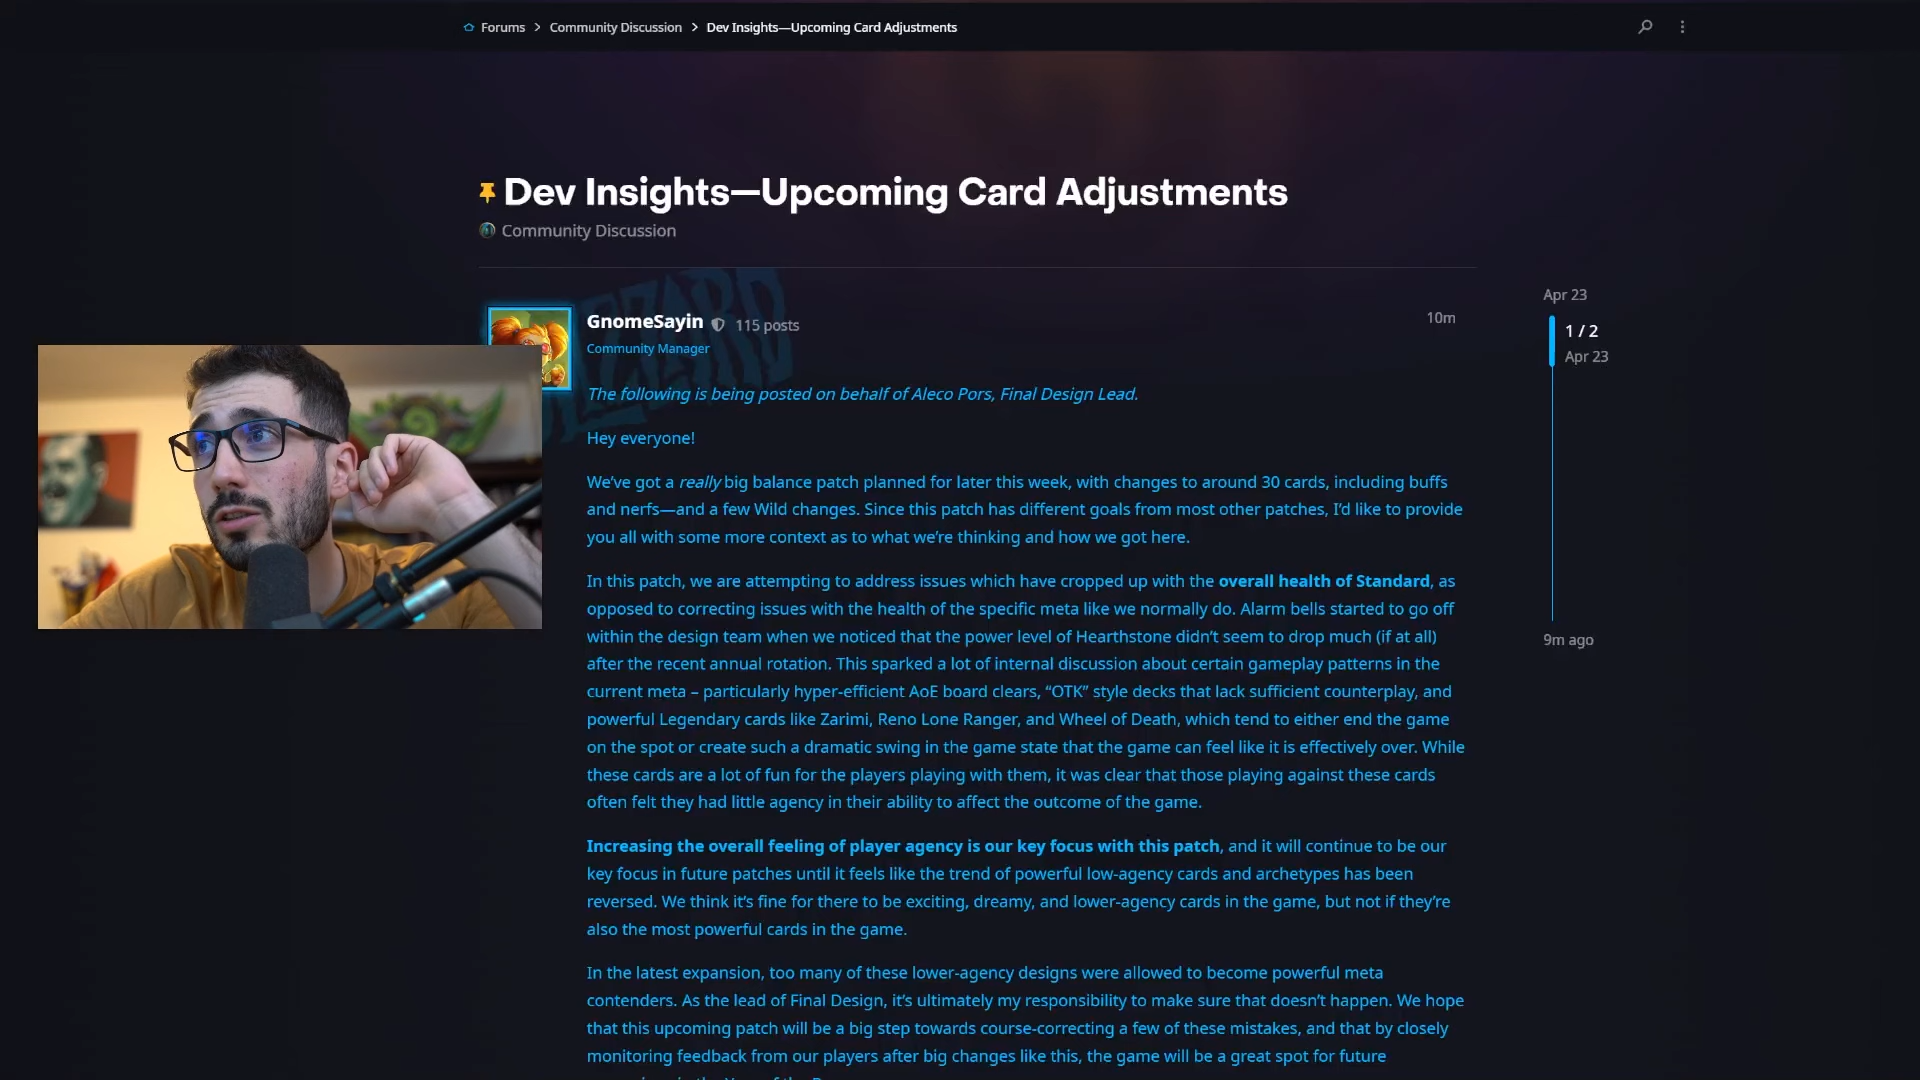 Forums > Community Discussion > Dev Insights—Upcoming Card Adjustments
Dev Insights—Upcoming Card Adjustments
Community Discussion
BLIZZARD
GnomeSayin 115 posts 10m
Community Manager
The following is being posted on behalf of Aleco Pors, Final Design Lead.
Hey everyone!
We’ve got a really big balance patch planned for later this week, with changes to around 30 cards, including buffs
and nerfs—and a few Wild changes. Since this patch has different goals from most other patches, I’d like to provide
you all with some more context as to what we’re thinking and how we got here.
In this patch, we are attempting to address issues which have cropped up with the overall health of Standard, as
opposed to correcting issues with the health of the specific meta like we normally do. Alarm bells started to go off
within the design team when we noticed that the power level of Hearthstone didn’t seem to drop much (if at all)
after the recent annual rotation. This sparked a lot of internal discussion about certain gameplay patterns in the
current meta – particularly hyper-efficient AoE board clears, “OTK” style decks that lack sufficient counterplay, and
powerful Legendary cards like Zarimi, Reno Lone Ranger, and Wheel of Death, which tend to either end the game
on the spot or create such a dramatic swing in the game state that the game can feel like it is effectively over. While
these cards are a lot of fun for the players playing with them, it was clear that those playing against these cards
often felt they had little agency in their ability to affect the outcome of the game.
Increasing the overall feeling of player agency is our key focus with this patch, and it will continue to be our
key focus in future patches until it feels like the trend of powerful low-agency cards and archetypes has been
reversed. We think it’s fine for there to be exciting, dreamy, and lower-agency cards in the game, but not if they’re
also the most powerful cards in the game.
In the latest expansion, too many of these lower-agency designs were allowed to become powerful meta
contenders. As the lead of Final Design, it’s ultimately my responsibility to make sure that doesn’t happen. We hope
that this upcoming patch will be a big step towards course-correcting a few of these mistakes, and that by closely
monitoring feedback from our players after big changes like this, the game will be a great spot for future
Apr 23
1 / 2
Apr 23
9m ago